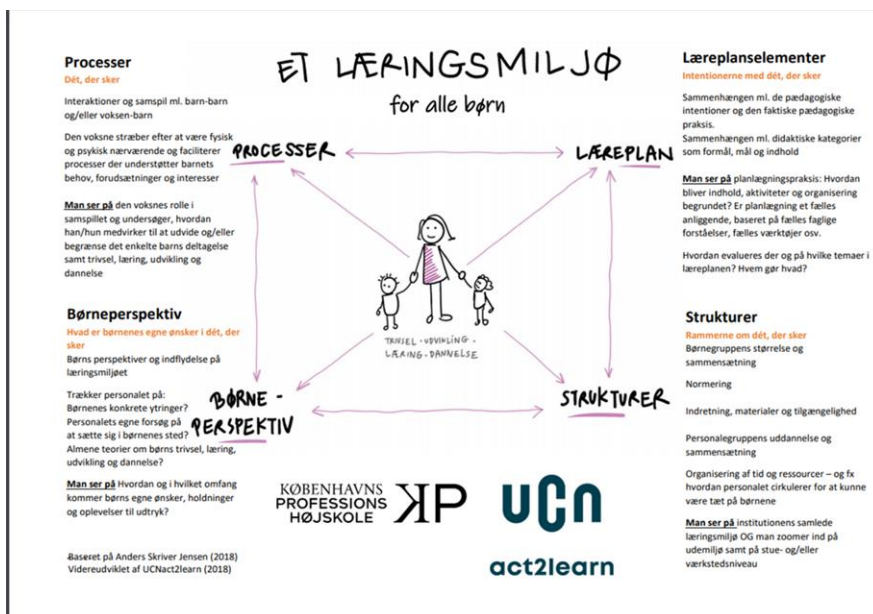 ET LÆRINGSMILJØ
for alle børn
Processer
Dét, der sker
Interaktioner og samspil ml. barn-barn
og/eller voksen-barn
Den voksne stræber efter at være fysisk
og psykisk nærværende og faciliterer
processer der understøtter barnets
behov, forudsætninger og interesser
Man ser på den voksnes rolle i
samspillet og undersøger, hvordan
han/hun medvirker til at udvide og/eller
begrænse det enkelte barns deltagelse
samt trivsel, læring, udvikling og
dannelse
PROCESSER
LÆREPLAN
Læreplanselementer
Intentionerne med dét, der sker
Sammenhængen ml. de pædagogiske
intentioner og den faktiske pædagogiske
praksis.
Sammenhængen ml. didaktiske kategorier
som formål, mål og indhold
Man ser på planlægningspraksis: Hvordan
bliver indhold, aktiviteter og organisering
begrundet? Er planlægning et fælles
anliggende, baseret på fælles faglige
forståelser, fælles værktøjer osv.
Hvordan evalueres der og på hvilke temaer i
læreplanen? Hvem gør hvad?
TRIVSEL - UDVIKLING -
LÆRING - DANNELSE
Børneperspektiv
Hvad er børnenes egne ønsker i dét, der
sker
Børns perspektiver og indflydelse på
læringsmiljøet
Trækker personalet på:
Børnenes konkrete ytringer?
Personalets egne forsøg på
at sætte sig i børnenes sted?
Almene teorier om børns trivsel, læring,
udvikling og dannelse?
Man ser på Hvordan og i hvilket omfang
kommer børns egne ønsker, holdninger
og oplevelser til udtryk?
BØRNE -
PERSPEKTIV
STRUKTURER
Strukturer
Rammerne om dét, der sker
Børnegruppens størrelse og
sammensætning
Normering
Indretning, materialer og tilgængelighed
Personalegruppens uddannelse og
sammensætning
Organisering af tid og ressourcer – og fx
hvordan personalet cirkulerer for at kunne
være tæt på børnene
Man ser på institutionens samlede
læringsmiljø OG man zoomer ind på
udemiljø samt på stue- og/eller
værkstedsniveau
KØBENHAVNS
PROFESSIONS
HØJSKOLE
KP
UCN
act2learn
Baseret på Anders Skriver Jensen (2018)
Videreudviklet af UCNact2learn (2018)